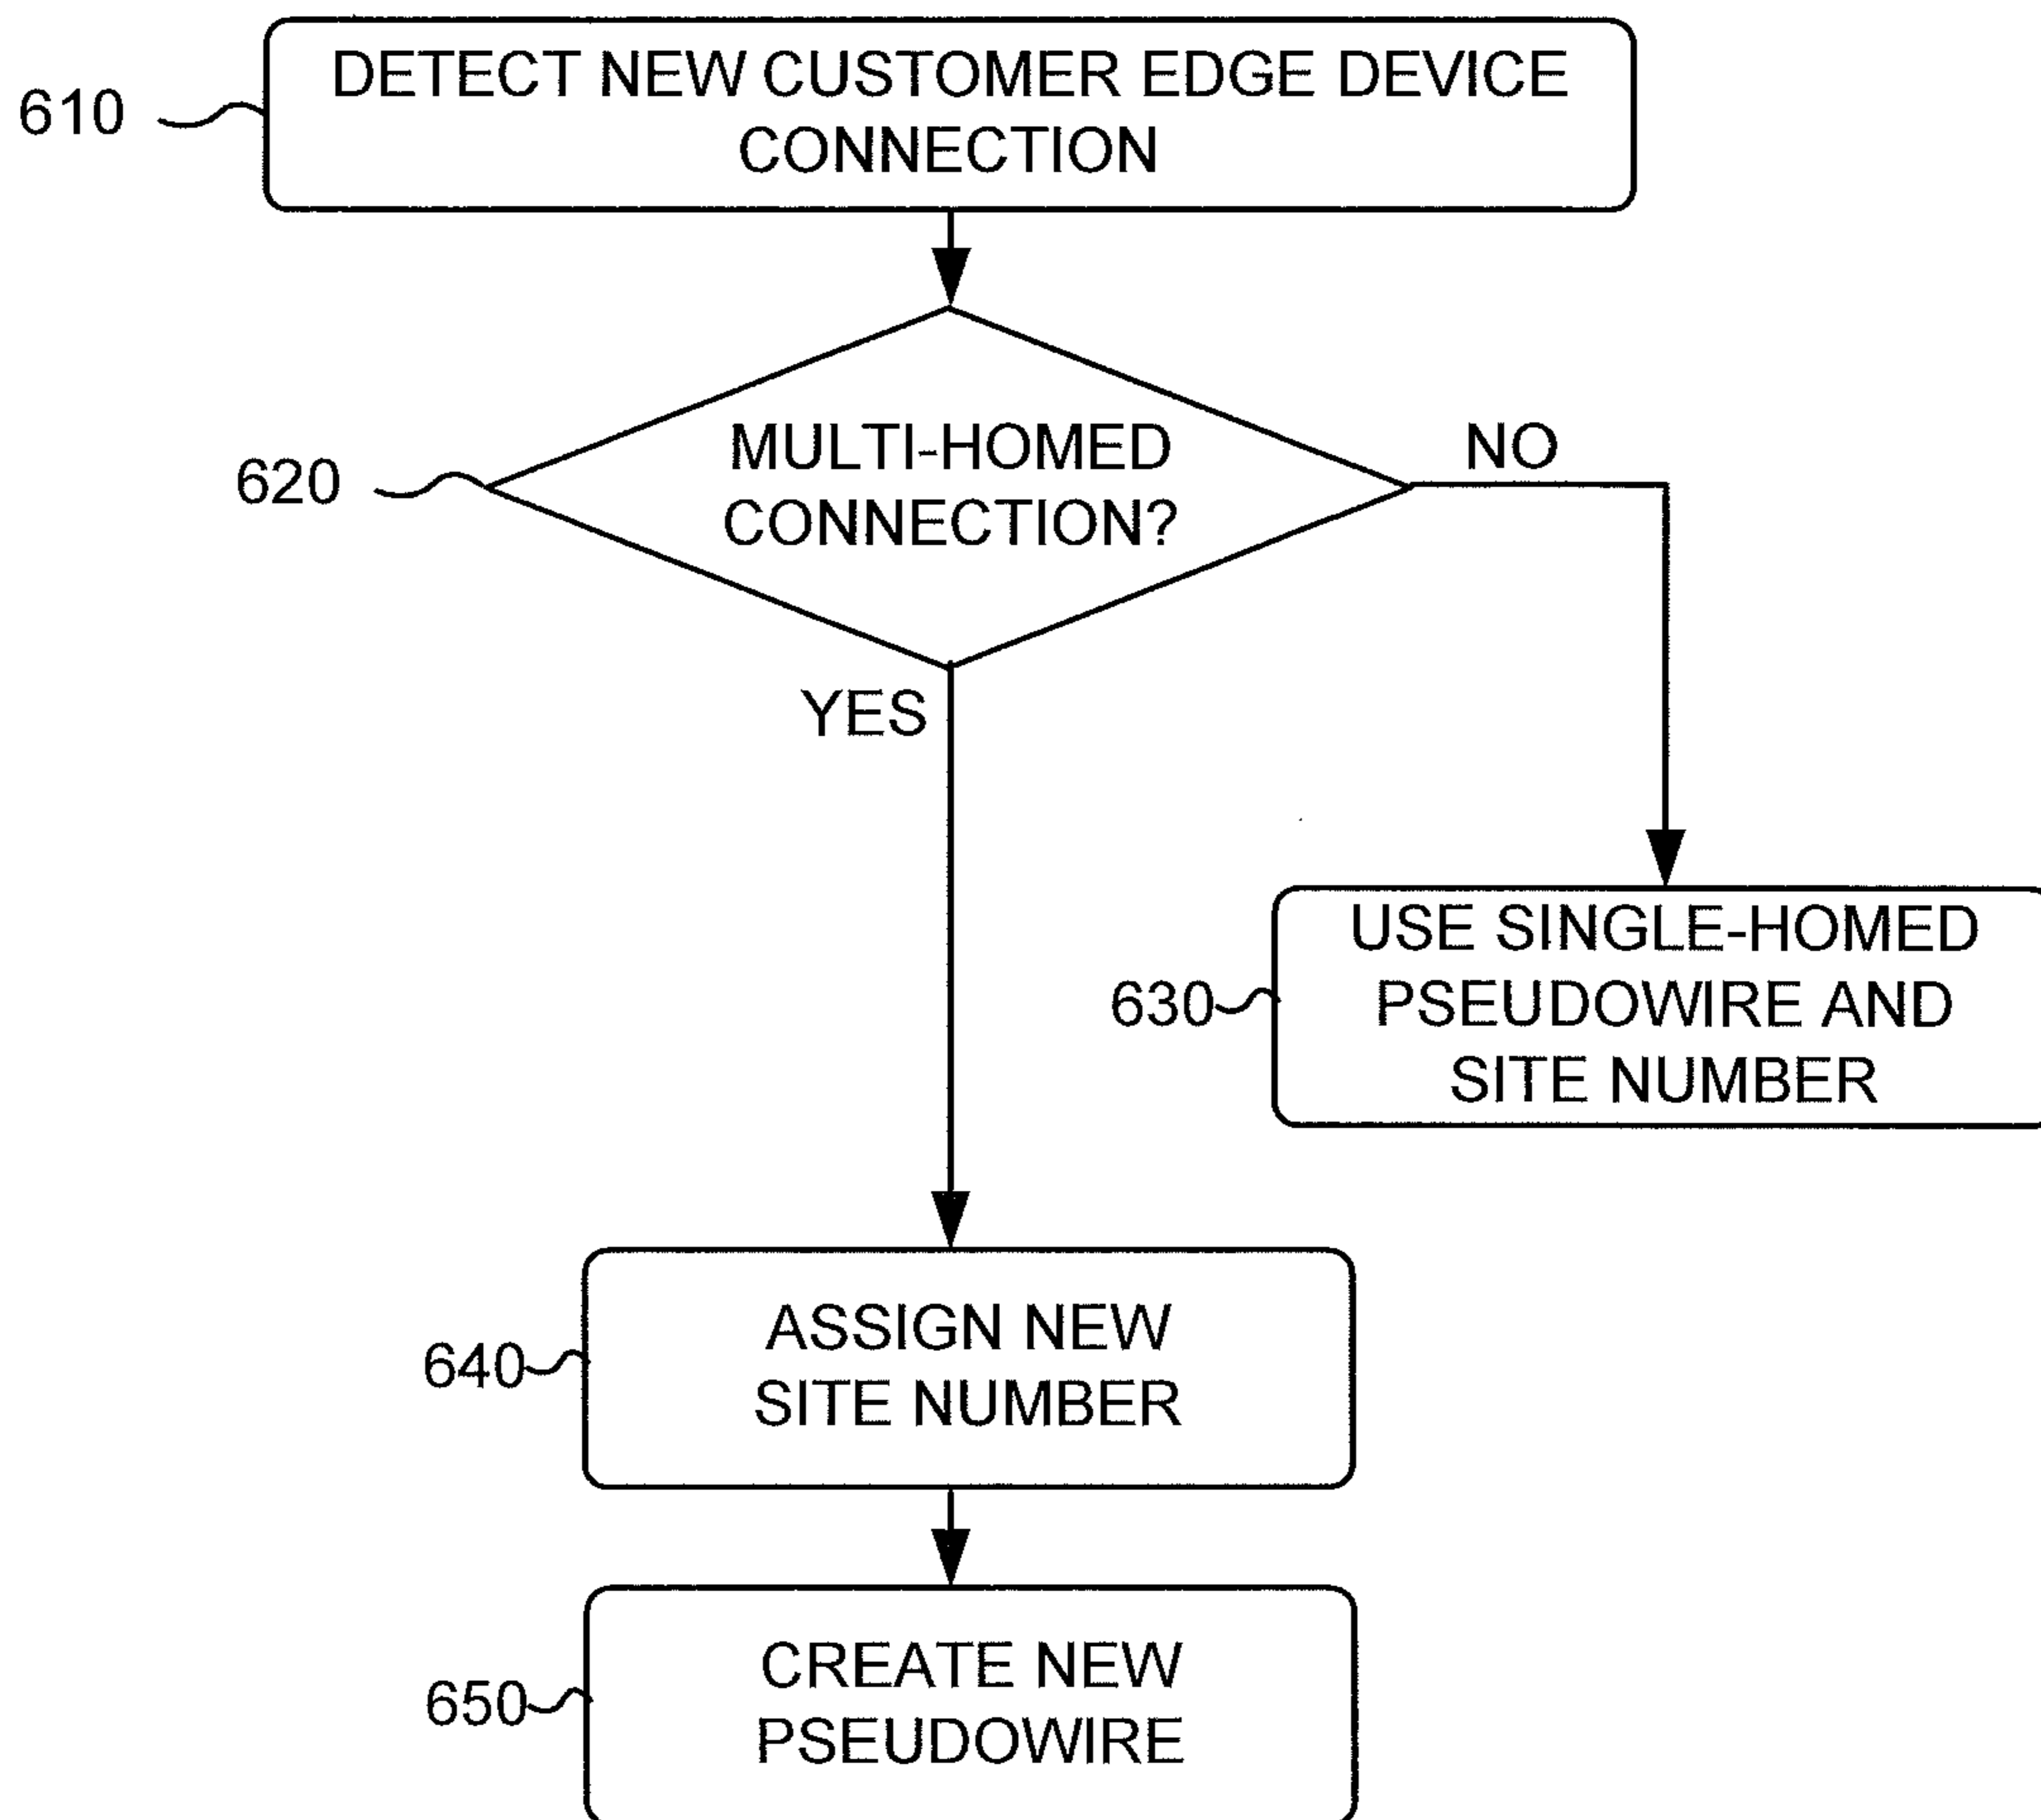 610
DETECT NEW CUSTOMER EDGE DEVICE
CONNECTION
620
MULTI-HOMED
CONNECTION?
NO
YES
630
USE SINGLE-HOMED
PSEUDOWIRE AND
SITE NUMBER
640
ASSIGN NEW
SITE NUMBER
650
CREATE NEW
PSEUDOWIRE